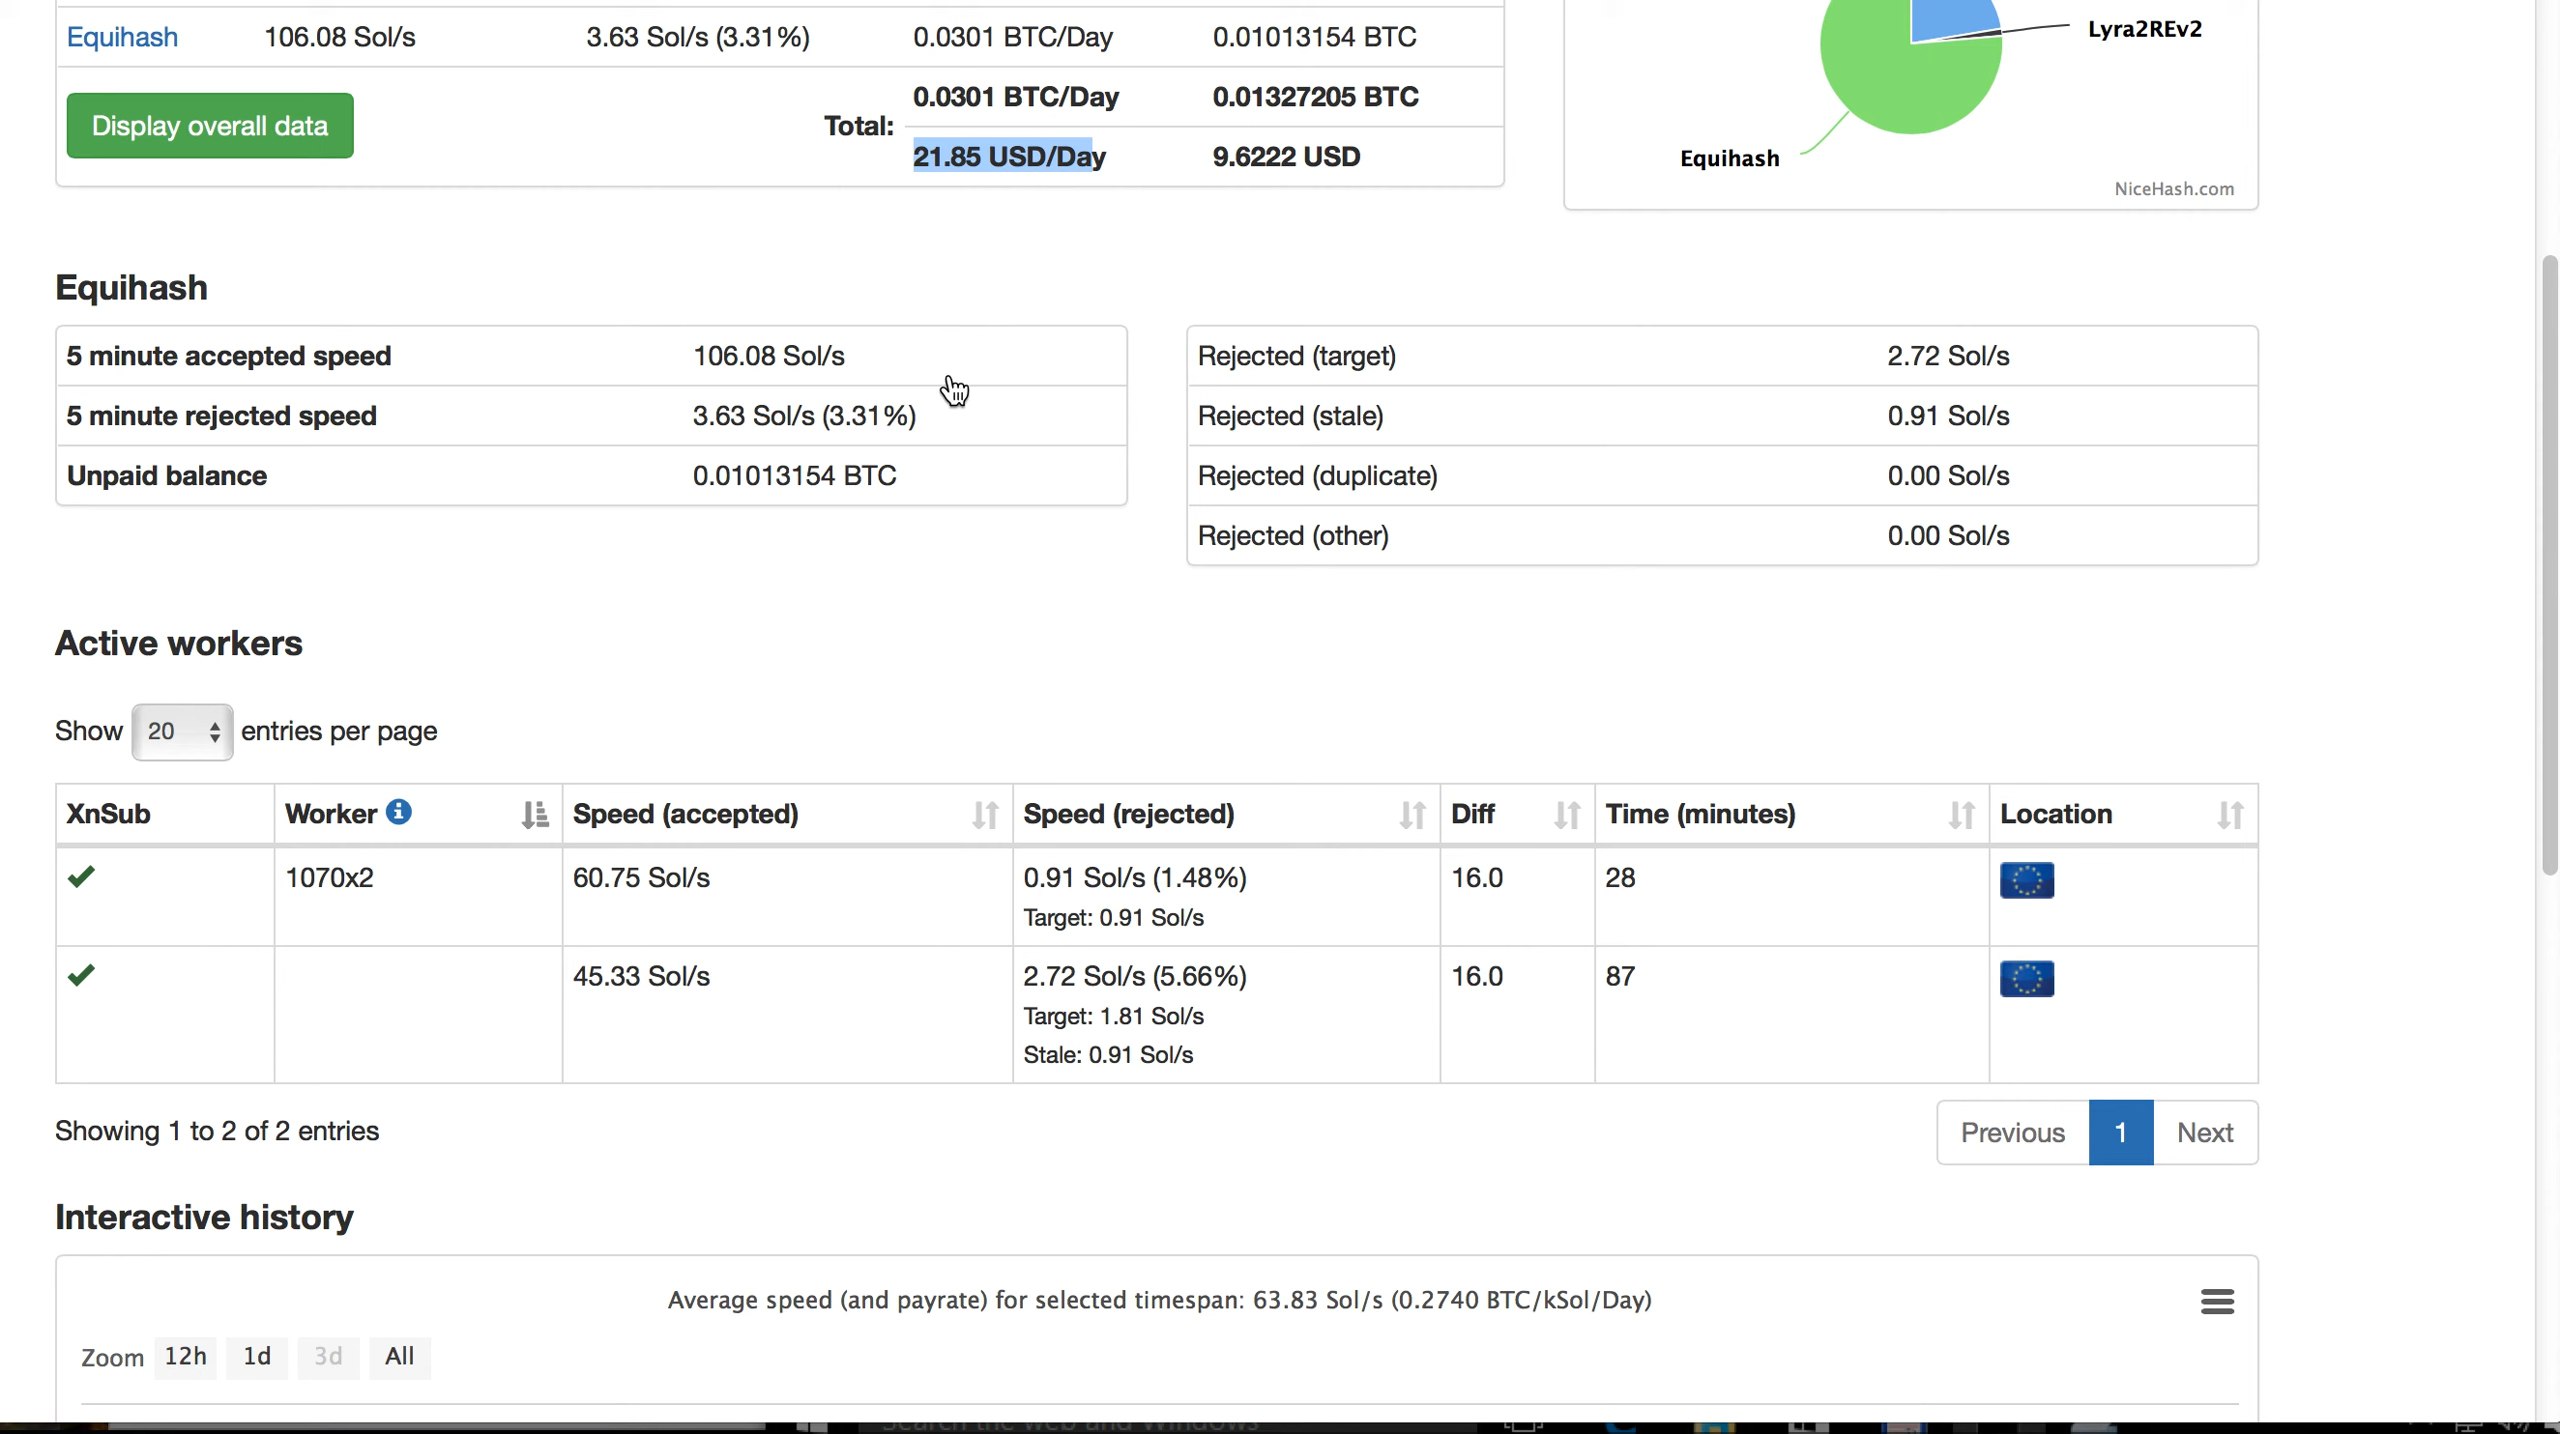 Equihash 106.08 Sol/s 3.63 Sol/s (3.31%) 0.0301 BTC/Day 0.01013154 BTC
Display overall data
Total:
0.0301 BTC/Day 0.01327205 BTC
21.85 USD/Day 9.6222 USD
Lyra2REv2
Equihash
NiceHash.com
Equihash
5 minute accepted speed 106.08 Sol/s
5 minute rejected speed 3.63 Sol/s (3.31%)
Unpaid balance 0.01013154 BTC
Rejected (target) 2.72 Sol/s
Rejected (stale) 0.91 Sol/s
Rejected (duplicate) 0.00 Sol/s
Rejected (other) 0.00 Sol/s
Active workers
Show 20 entries per page
XnSub Worker Speed (accepted) Speed (rejected) Diff Time (minutes) Location
1070x2 60.75 Sol/s 0.91 Sol/s (1.48%) 16.0 28
Target: 0.91 Sol/s
45.33 Sol/s 2.72 Sol/s (5.66%) 16.0 87
Target: 1.81 Sol/s
Stale: 0.91 Sol/s
Showing 1 to 2 of 2 entries
Previous 1 Next
Interactive history
Average speed (and payrate) for selected timespan: 63.83 Sol/s (0.2740 BTC/kSol/Day)
Zoom 12h 1d 3d All